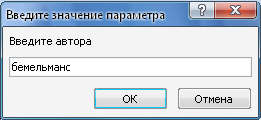 Введите значение параметра
Введите автора
бемельманс
ОК Отмена